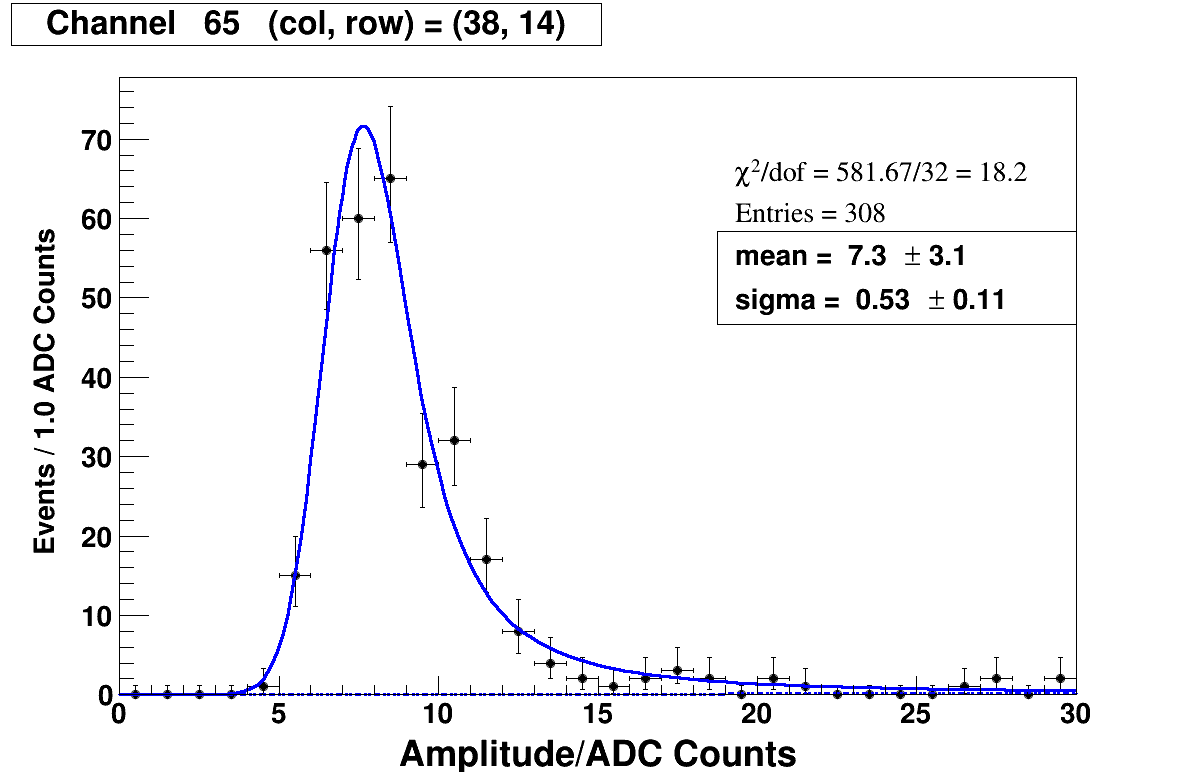 Channel 65 (col, row) = (38, 14)
70
60
50
40
30
20
10
0
Events / 1.0 ADC Counts
χ²/dof = 581.67/32 = 18.2
Entries = 308
mean = 7.3 ± 3.1
sigma = 0.53 ± 0.11
0 5 10 15 20 25 30
Amplitude/ADC Counts